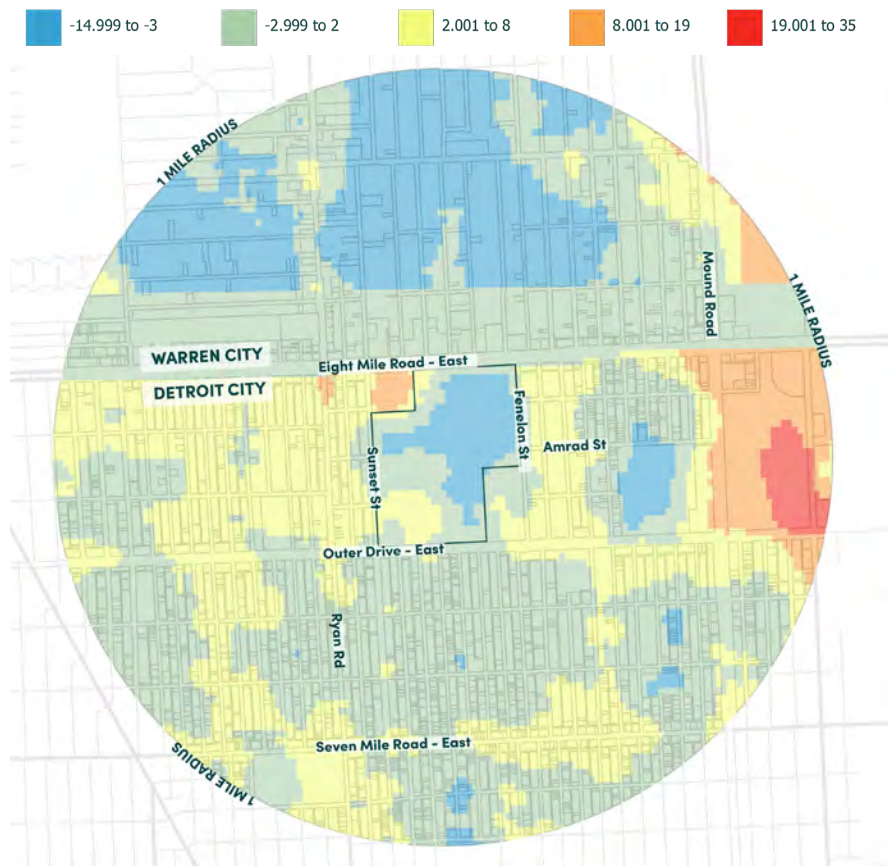 -14.999 to -3
-2.999 to 2
2.001 to 8
8.001 to 19
19.001 to 35
1 MILE RADIUS
Mound Road
1 MILE RADIUS
WARREN CITY
Eight Mile Road - East
DETROIT CITY
Fenelon St
Amrad St
Sunset St
Outer Drive - East
Ryan Rd
Seven Mile Road - East
1 MILE RADIUS